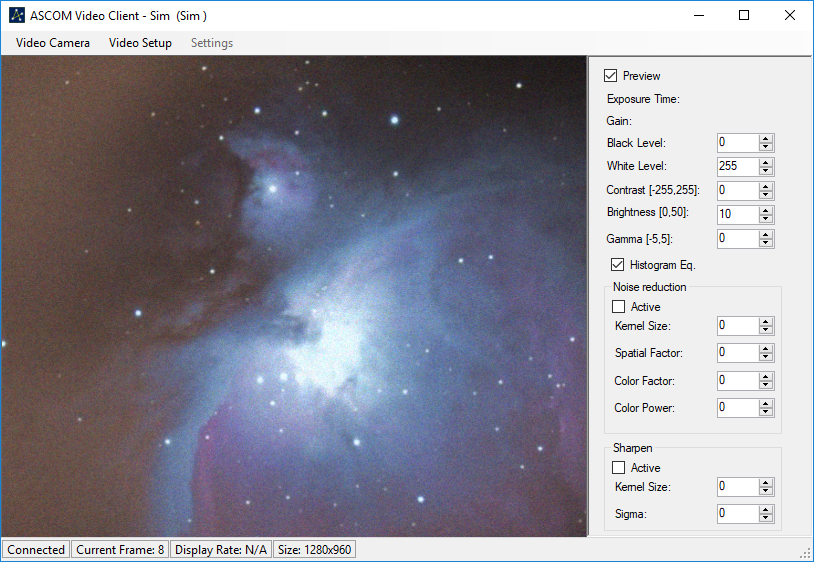 ASCOM Video Client - Sim (Sim )
Video Camera Video Setup Settings
Preview
Exposure Time:
Gain:
Black Level: 0
White Level: 255
Contrast [-255,255]: 0
Brightness [0,50]: 10
Gamma [-5,5]: 0
Histogram Eq.
Noise reduction
Active
Kernel Size: 0
Spatial Factor: 0
Color Factor: 0
Color Power: 0
Sharpen
Active
Kernel Size: 0
Sigma: 0
Connected Current Frame: 8 Display Rate: N/A Size: 1280x960